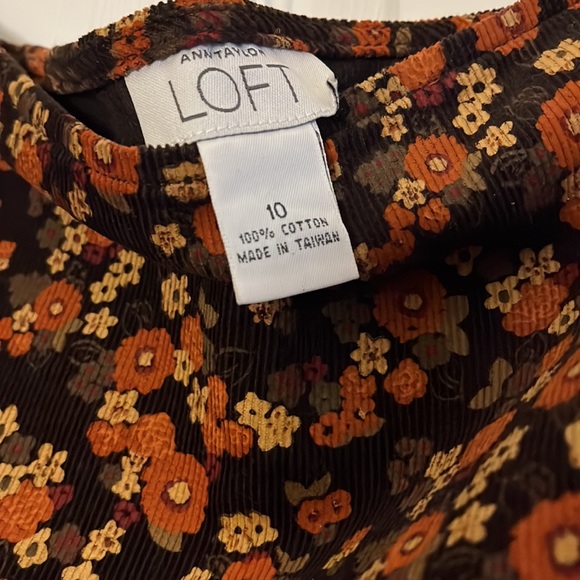 ANN TAYLOR
LOFT
10
100% COTTON
MADE IN TAIWAN